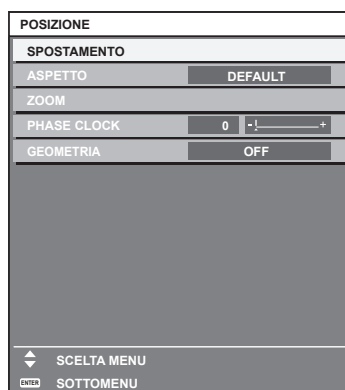 POSIZIONE
SPOSTAMENTO
ASPETTO DEFAULT
ZOOM
PHASE CLOCK 0 - +
GEOMETRIA OFF
SCELTA MENU
ENTER SOTTOMENU